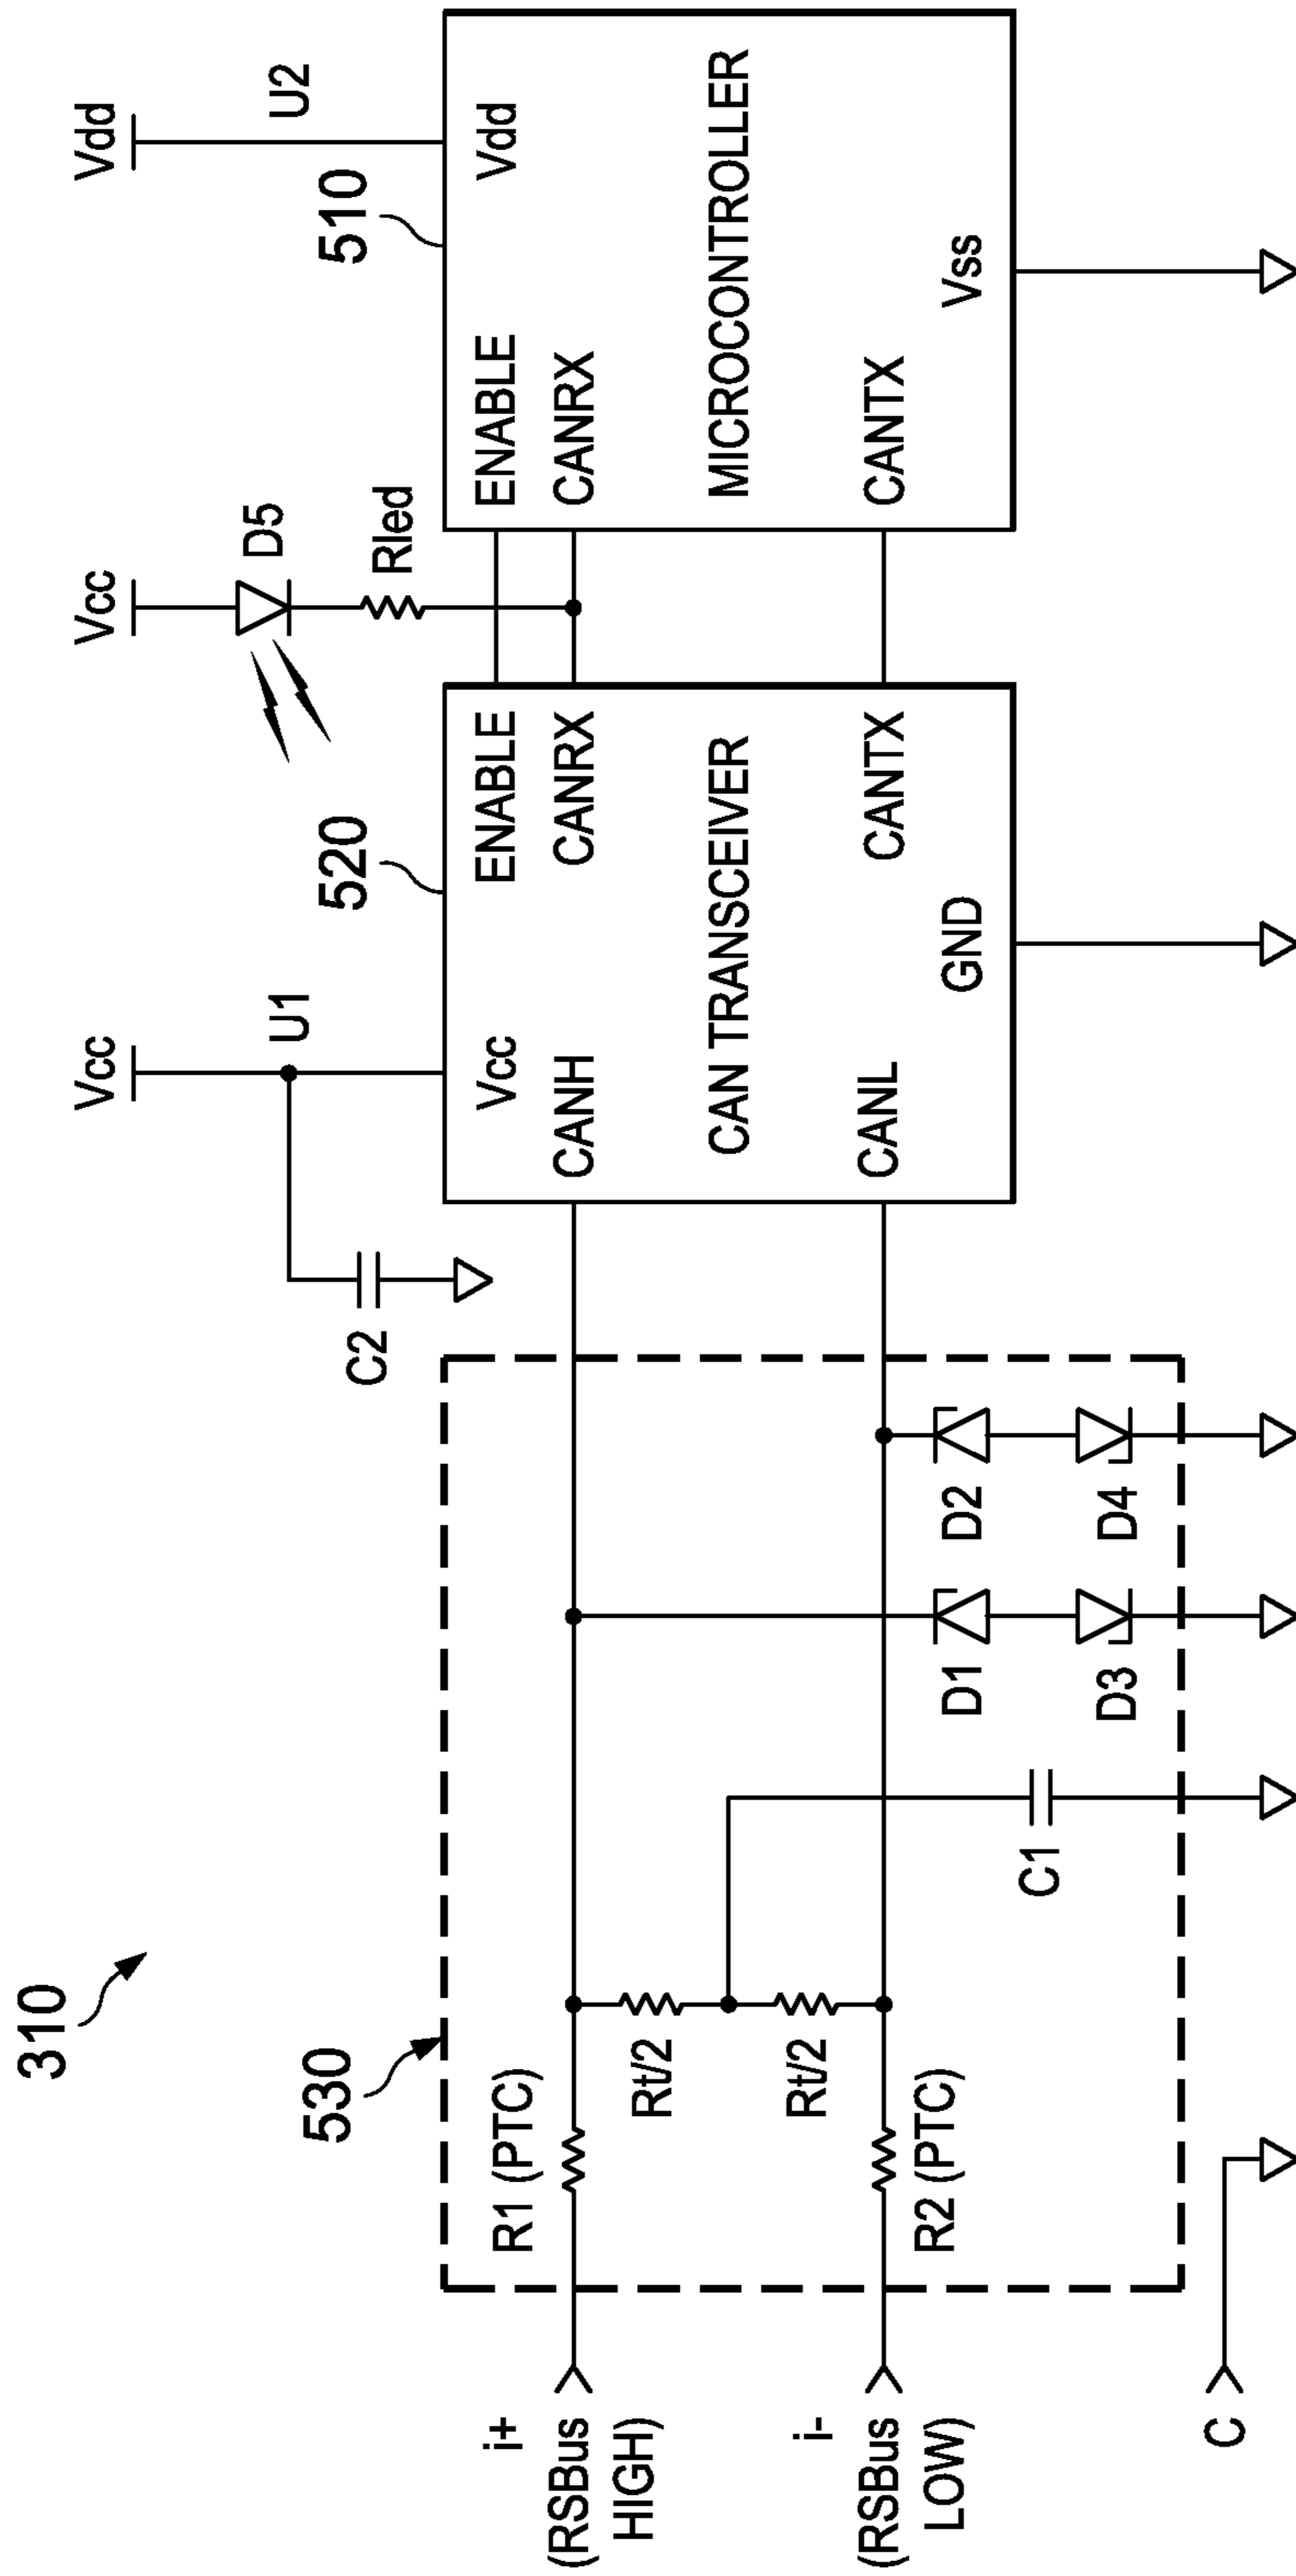 310
530
i+
(RSBus
HIGH)
i-
(RSBus
LOW)
C
R1 (PTC)
Rt/2
Rt/2
R2 (PTC)
C1
D1
D3
D2
D4
C2
Vcc
U1
520
Vcc
ENABLE
CANH
CANRX
CAN TRANSCEIVER
CANL
CANTX
GND
Vcc
D5
Rled
Vdd
U2
510
ENABLE
Vdd
CANRX
MICROCONTROLLER
CANTX
Vss